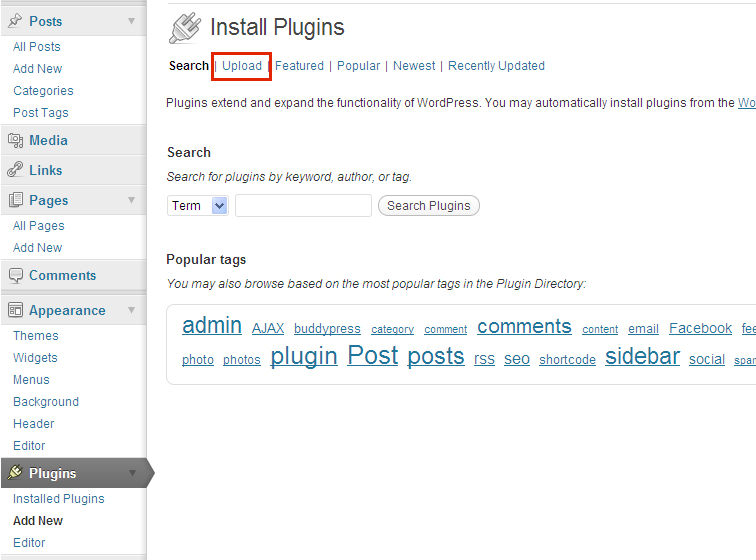 Posts
All Posts
Add New
Categories
Post Tags
Media
Links
Pages
All Pages
Add New
Comments
Appearance
Themes
Widgets
Menus
Background
Header
Editor
Plugins
Installed Plugins
Add New
Editor
Install Plugins
Search | Upload | Featured | Popular | Newest | Recently Updated
Plugins extend and expand the functionality of WordPress. You may automatically install plugins from the Wo
Search
Search for plugins by keyword, author, or tag.
Term Search Plugins
Popular tags
You may also browse based on the most popular tags in the Plugin Directory:
admin AJAX buddypress category comment comments content email Facebook fee
photo photos plugin Post posts RSS seo shortcode sidebar social spam